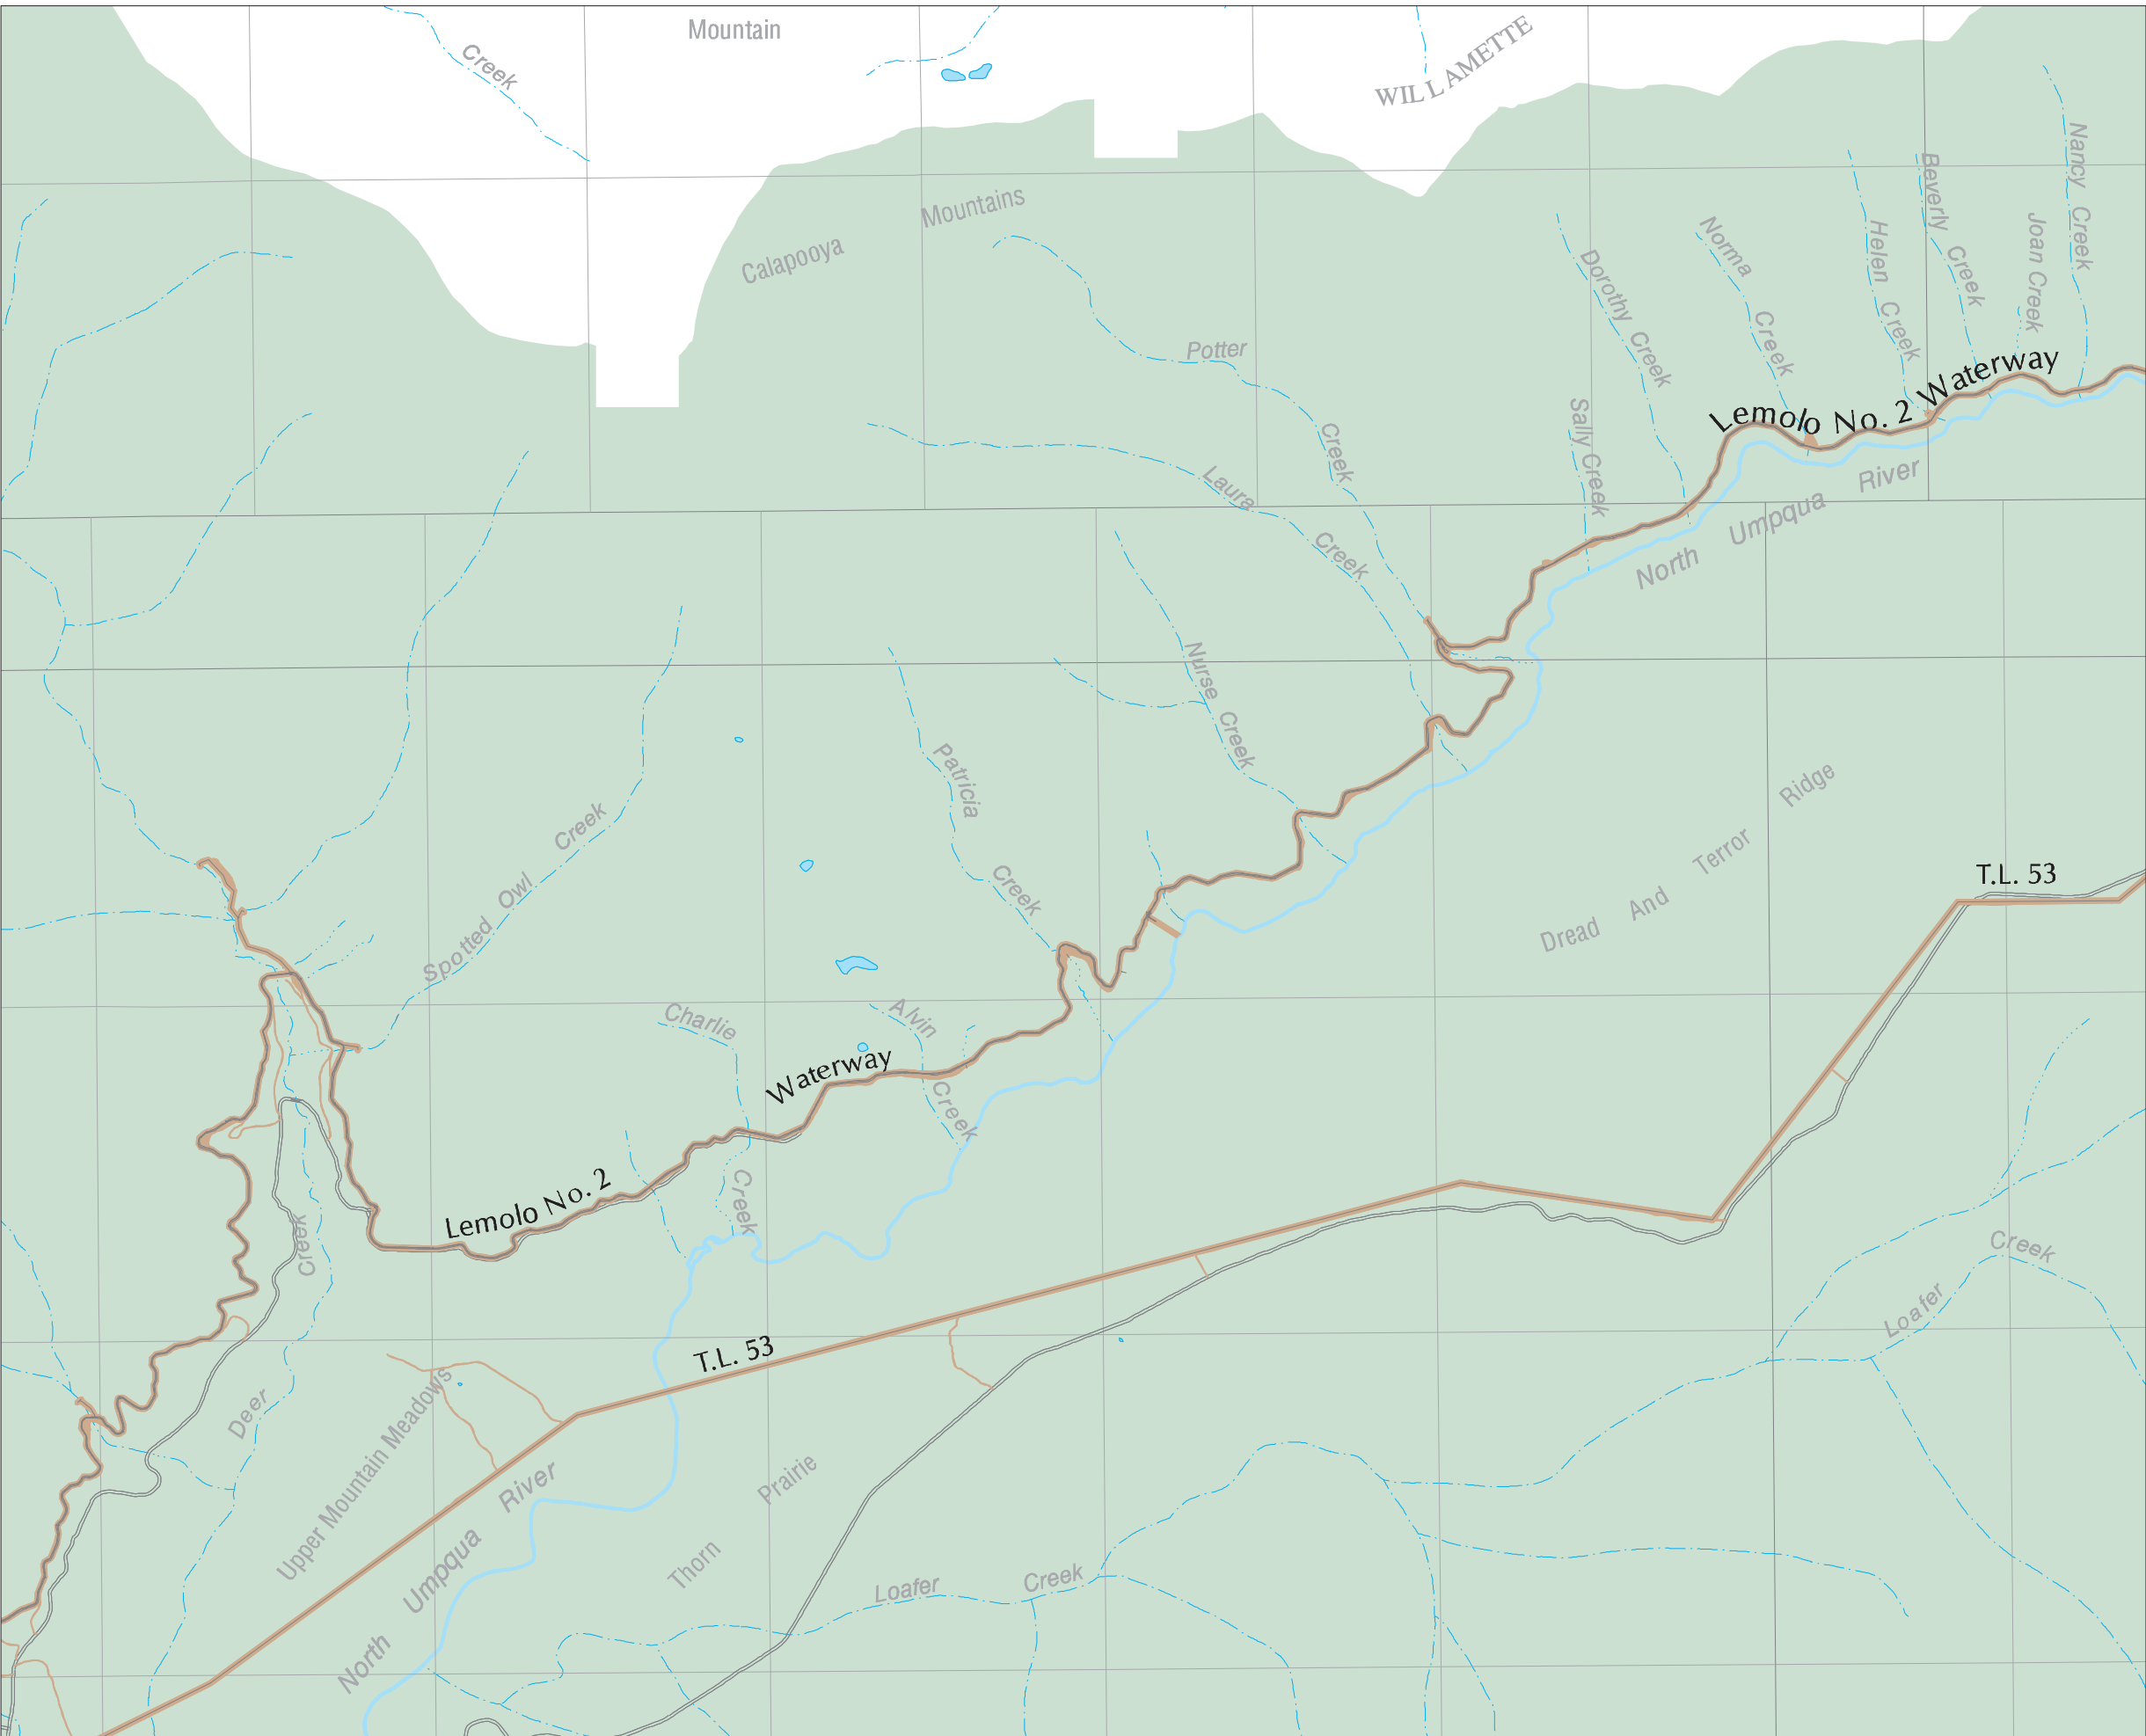 Mountain
Creek
WILLAMETTE
Calapooya Mountains
Nancy Creek
Beverly Creek
Joan Creek
Helen Creek
Norma Creek
Dorothy Creek
Sally Creek
Potter Creek
Laura Creek
Lemolo No. 2 Waterway
North Umpqua River
Nurse Creek
Patricia Creek
Spotted Owl Creek
Dread And Terror Ridge
T.L. 53
Charlie Creek
Alvin Creek
Lemolo No. 2 Waterway
Deer Creek
Loafer Creek
T.L. 53
Upper Mountain Meadows
North Umpqua River
Thorn Prairie
Loafer Creek